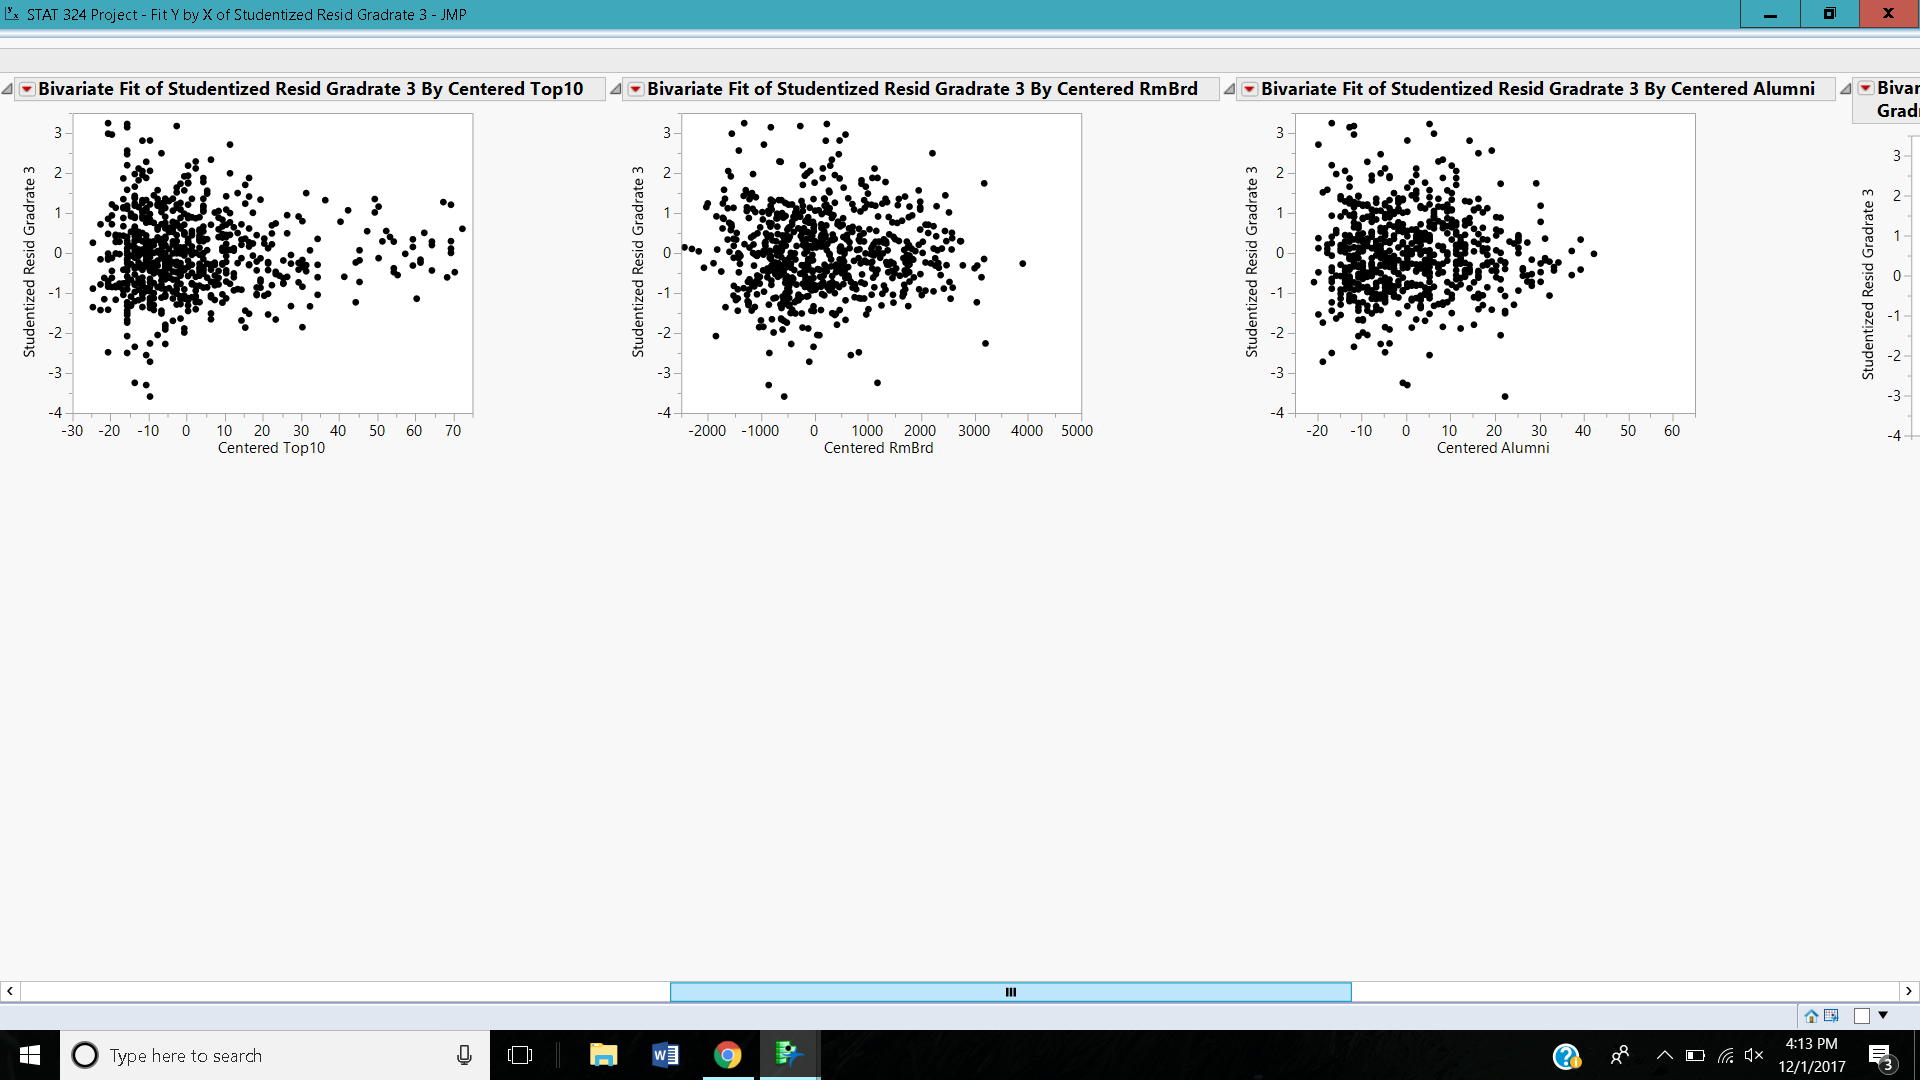 STAT 324 Project - Fit Y by X of Studentized Resid Gradrate 3 - JMP
Bivariate Fit of Studentized Resid Gradrate 3 By Centered Top10
3
2
1
0
-1
-2
-3
-4
Studentized Resid Gradrate 3
-30 -20 -10 0 10 20 30 40 50 60 70
Centered Top10
Bivariate Fit of Studentized Resid Gradrate 3 By Centered RmBrd
3
2
1
0
-1
-2
-3
-4
Studentized Resid Gradrate 3
-2000 -1000 0 1000 2000 3000 4000 5000
Centered RmBrd
Bivariate Fit of Studentized Resid Gradrate 3 By Centered Alumni
3
2
1
0
-1
-2
-3
-4
Studentized Resid Gradrate 3
-20 -10 0 10 20 30 40 50 60
Centered Alumni
Bivar
Grad
3
2
1
0
-1
-2
-3
-4
Studentized Resid Gradrate 3
Type here to search
4:13 PM
12/1/2017
3